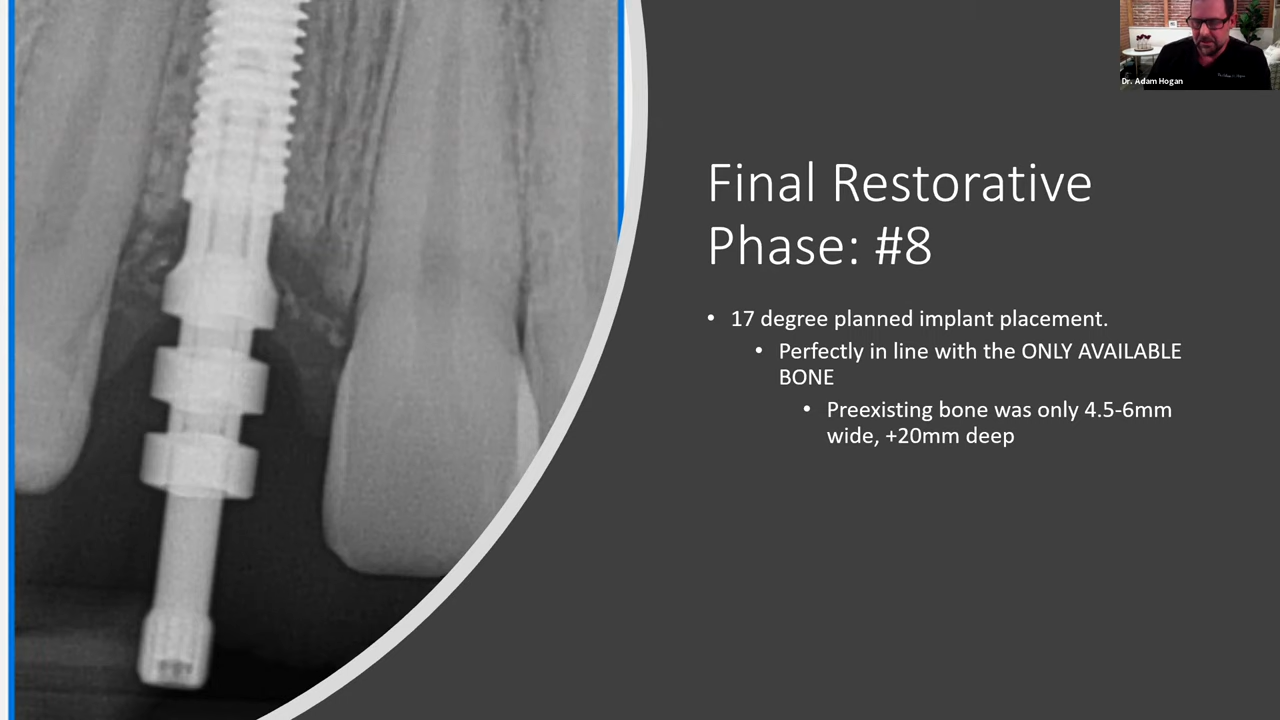 Dr. Adam Hogan
Final Restorative
Phase: #8
• 17 degree planned implant placement.
• Perfectly in line with the ONLY AVAILABLE
BONE
• Preexisting bone was only 4.5-6mm
wide, +20mm deep